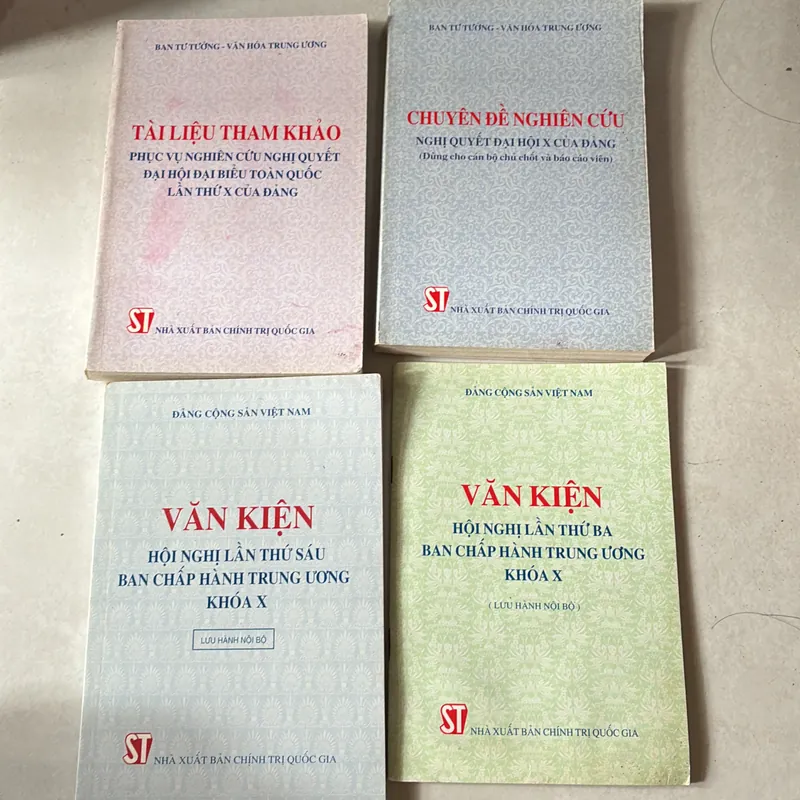 BAN TƯ TƯỞNG - VĂN HÓA TRUNG ƯƠNG
TÀI LIỆU THAM KHẢO
PHỤC VỤ NGHIÊN CỨU NGHỊ QUYẾT
ĐẠI HỘI ĐẠI BIỂU TOÀN QUỐC
LẦN THỨ X CỦA ĐẢNG
ST NHÀ XUẤT BẢN CHÍNH TRỊ QUỐC GIA
BAN TƯ TƯỞNG - VĂN HÓA TRUNG ƯƠNG
CHUYÊN ĐỀ NGHIÊN CỨU
NGHỊ QUYẾT ĐẠI HỘI X CỦA ĐẢNG
(Dùng cho cán bộ chủ chốt và báo cáo viên)
ST NHÀ XUẤT BẢN CHÍNH TRỊ QUỐC GIA
ĐẢNG CỘNG SẢN VIỆT NAM
VĂN KIỆN
HỘI NGHỊ LẦN THỨ SÁU
BAN CHẤP HÀNH TRUNG ƯƠNG
KHÓA X
LƯU HÀNH NỘI BỘ
ST NHÀ XUẤT BẢN CHÍNH TRỊ QUỐC GIA
ĐẢNG CỘNG SẢN VIỆT NAM
VĂN KIỆN
HỘI NGHỊ LẦN THỨ BA
BAN CHẤP HÀNH TRUNG ƯƠNG
KHÓA X
( LƯU HÀNH NỘI BỘ )
ST NHÀ XUẤT BẢN CHÍNH TRỊ QUỐC GIA